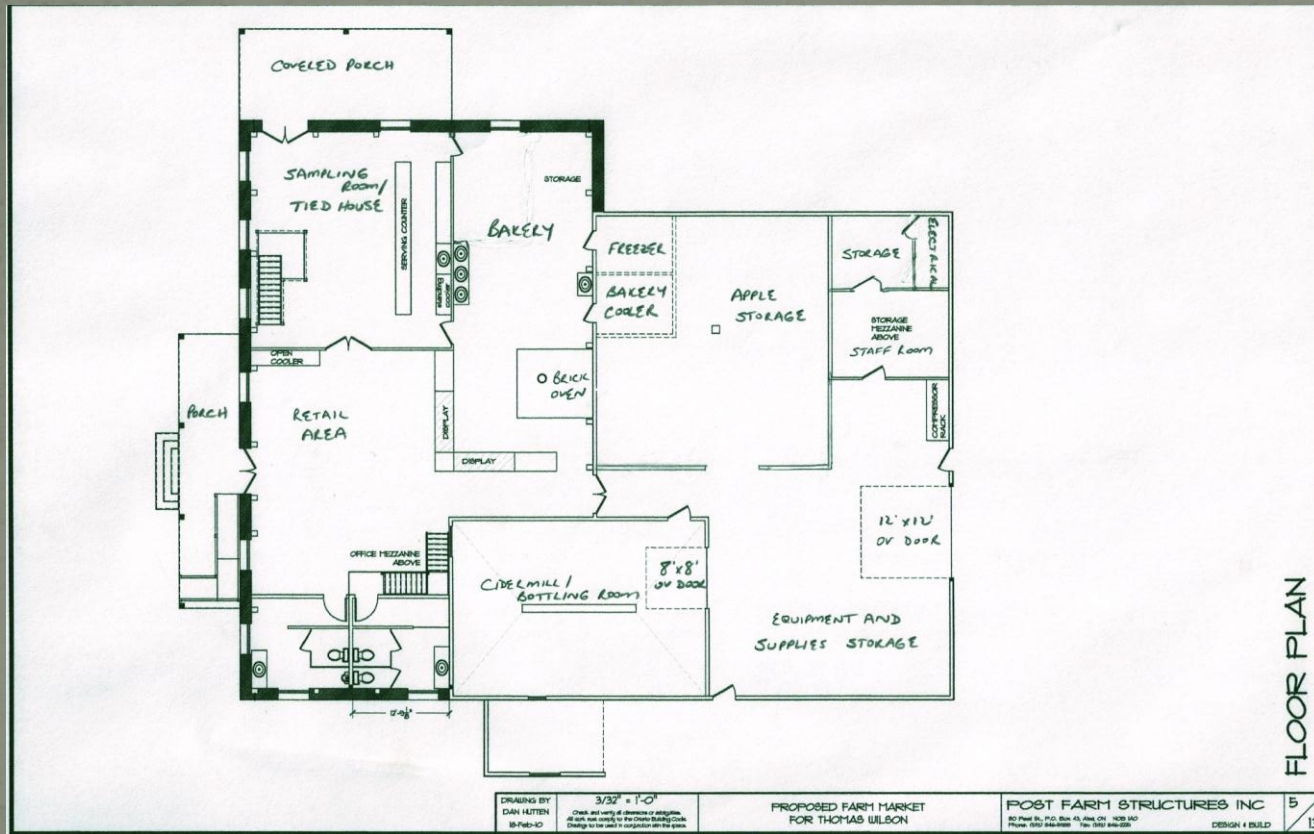 COVERED PORCH
SAMPLING
ROOM/
TIED HOUSE
SERVING COUNTER
STORAGE
BAKERY
FREEZER
BAKERY
COOLER
APPLE
STORAGE
STORAGE
ELECTRICAL
STORAGE
MEZZANINE
ABOVE
STAFF ROOM
COMPRESSOR
RACK
OPEN
COOLER
BRICK
OVEN
PORCH
RETAIL
AREA
DISPLAY
DISPLAY
12'x12'
OV DOOR
OFFICE MEZZANINE
ABOVE
8'x8'
OV DOOR
CIDERMILL/
BOTTLING ROOM
EQUIPMENT AND
SUPPLIES STORAGE
FLOOR PLAN
DRAWING BY
DAN HUTTEN
18-Feb-10
3/32" = 1'-0"
PROPOSED FARM MARKET
FOR THOMAS WILSON
POST FARM STRUCTURES INC
DESIGN & BUILD
5